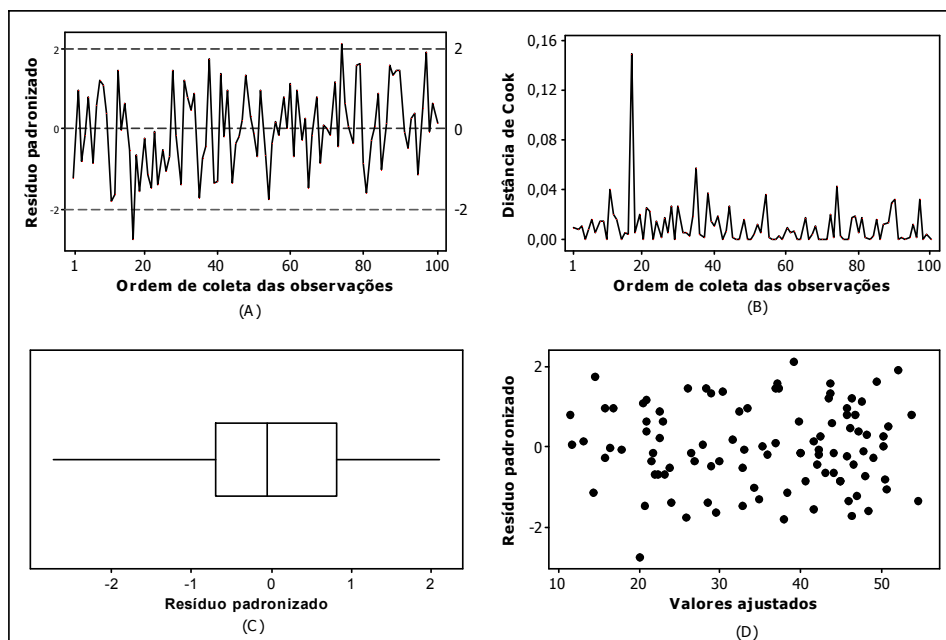 2
0
-2
2
0
-2
Resíduo padronizado
1 20 40 60 80 100
Ordem de coleta das observações
(A)
0,16
0,12
0,08
0,04
0,00
Distância de Cook
1 20 40 60 80 100
Ordem de coleta das observações
(B)
-2 -1 0 1 2
Resíduo padronizado
(C)
2
0
-2
Resíduo padronizado
10 20 30 40 50
Valores ajustados
(D)